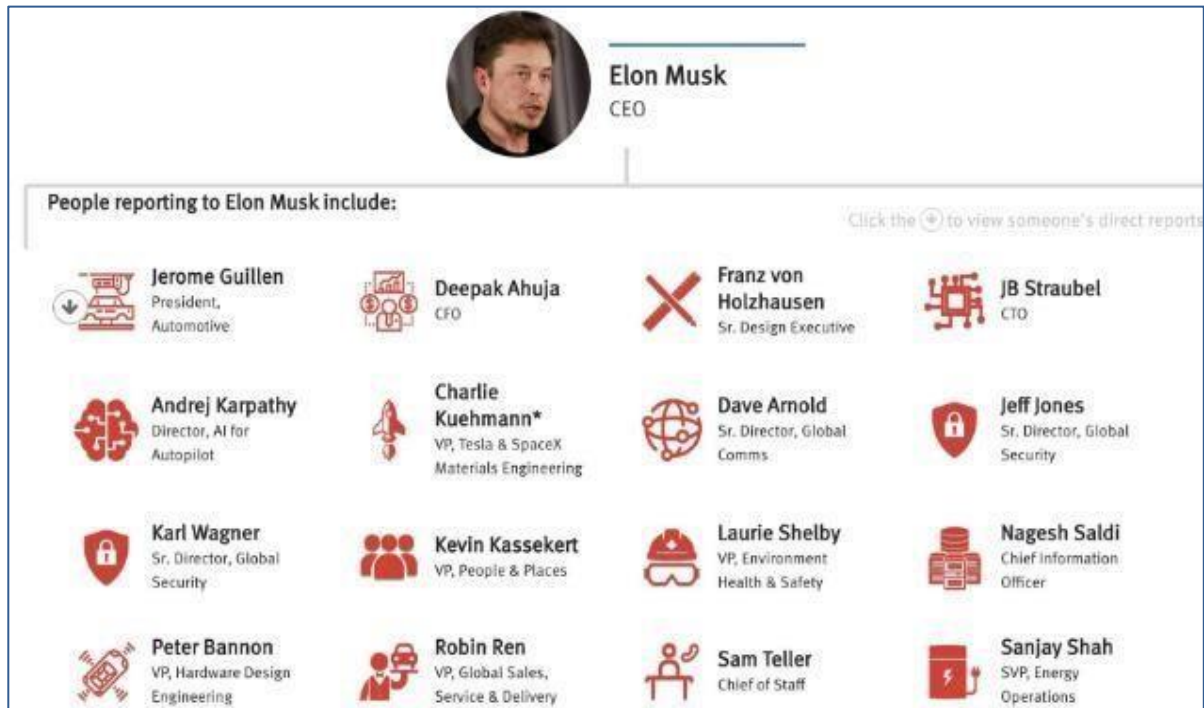 Elon Musk
CEO
People reporting to Elon Musk include:
Click the to view someone's direct reports
Jerome Guillen
President,
Automotive
Deepak Ahuja
CFO
Franz von
Holzhausen
Sr. Design Executive
JB Straubel
CTO
Andrej Karpathy
Director, AI for
Autopilot
Charlie
Kuehmann*
VP, Tesla & SpaceX
Materials Engineering
Dave Arnold
Sr. Director, Global
Comms
Jeff Jones
Sr. Director, Global
Security
Karl Wagner
Sr. Director, Global
Security
Kevin Kassekert
VP, People & Places
Laurie Shelby
VP, Environment
Health & Safety
Nagesh Saldi
Chief Information
Officer
Peter Bannon
VP, Hardware Design
Engineering
Robin Ren
VP, Global Sales,
Service & Delivery
Sam Teller
Chief of Staff
Sanjay Shah
SVP, Energy
Operations